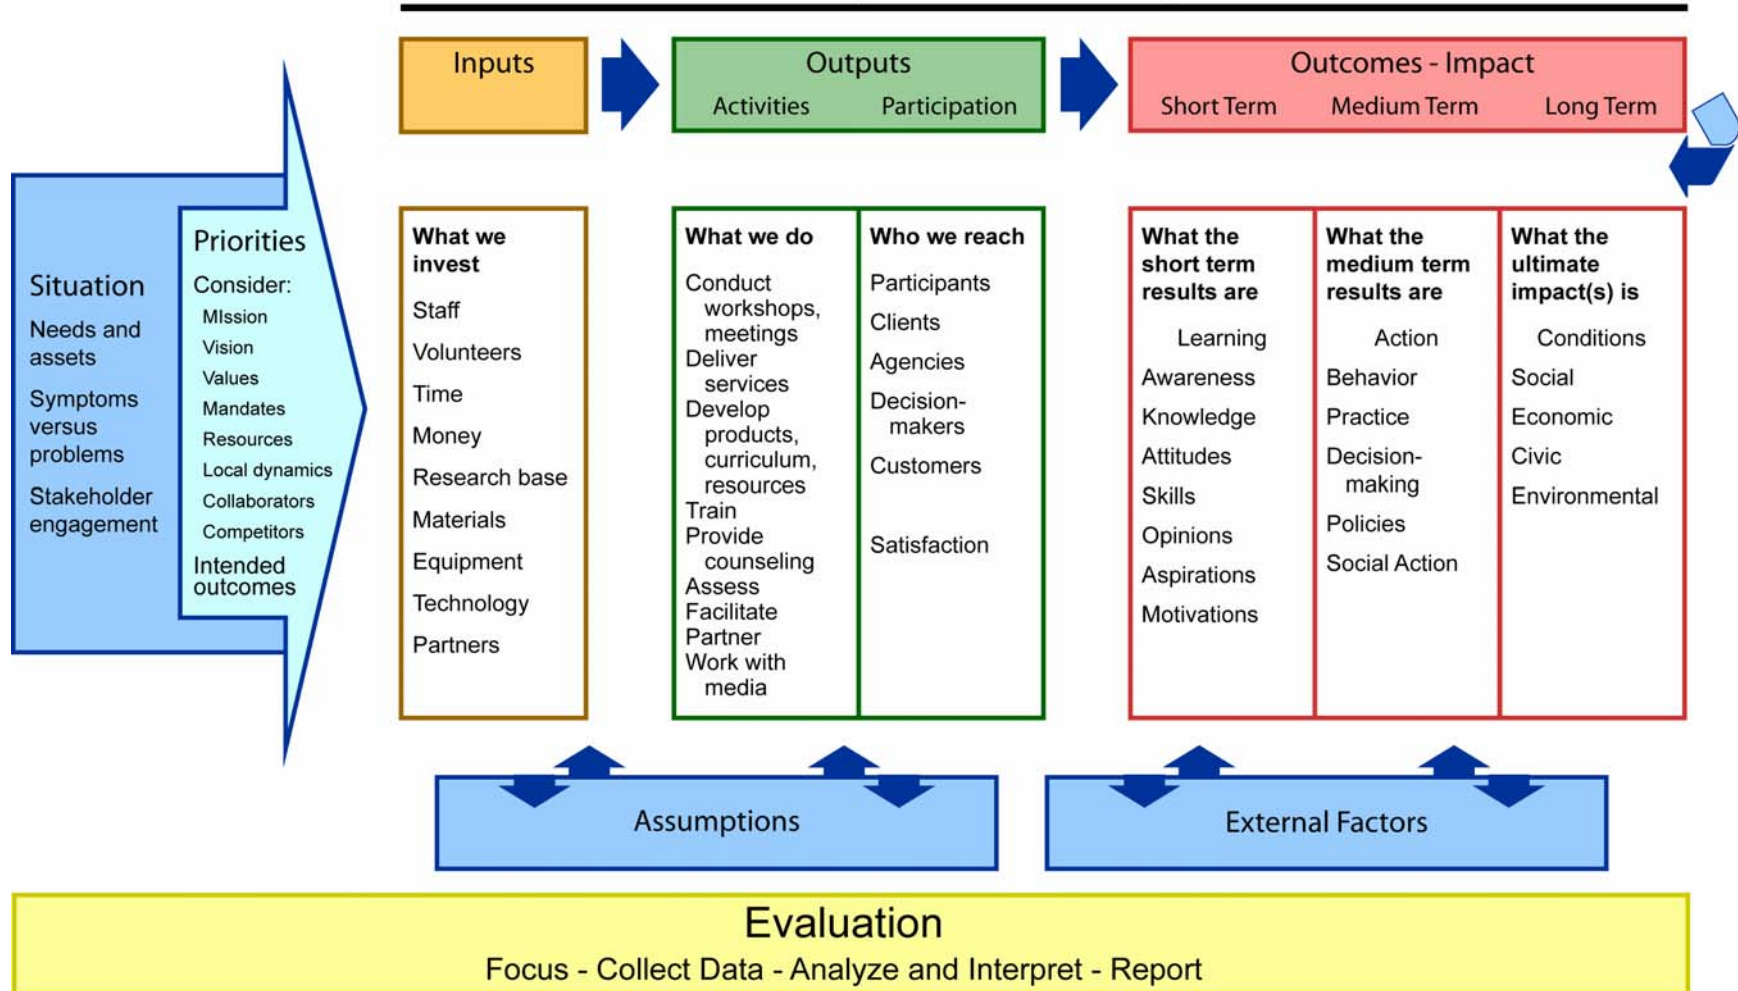 Inputs
Outputs
Activities
Participation
Outcomes - Impact
Short Term
Medium Term
Long Term
Situation
Needs and
assets
Symptoms
versus
problems
Stakeholder
engagement
Priorities
Consider:
MIssion
Vision
Values
Mandates
Resources
Local dynamics
Collaborators
Competitors
Intended
outcomes
What we
invest
Staff
Volunteers
Time
Money
Research base
Materials
Equipment
Technology
Partners
What we do
Conduct
workshops,
meetings
Deliver
services
Develop
products,
curriculum,
resources
Train
Provide
counseling
Assess
Facilitate
Partner
Work with
media
Who we reach
Participants
Clients
Agencies
Decision-
makers
Customers
Satisfaction
What the
short term
results are
Learning
Awareness
Knowledge
Attitudes
Skills
Opinions
Aspirations
Motivations
What the
medium term
results are
Action
Behavior
Practice
Decision-
making
Policies
Social Action
What the
ultimate
impact(s) is
Conditions
Social
Economic
Civic
Environmental
Assumptions
External Factors
Evaluation
Focus - Collect Data - Analyze and Interpret - Report